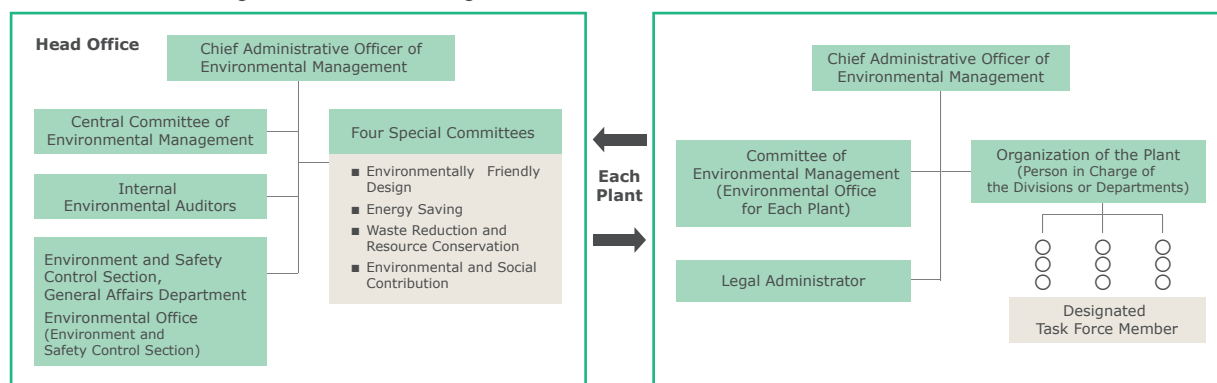 Head Office
Chief Administrative Officer of
Environmental Management
Central Committee of
Environmental Management
Internal
Environmental Auditors
Environment and Safety
Control Section,
General Affairs Department
Environmental Office
(Environment and
Safety Control Section)
Four Special Committees
■ Environmentally Friendly
Design
■ Energy Saving
■ Waste Reduction and
Resource Conservation
■ Environmental and Social
Contribution
Each
Plant
Chief Administrative Officer of
Environmental Management
Committee of
Environmental Management
(Environmental Office
for Each Plant)
Legal Administrator
Organization of the Plant
(Person in Charge of
the Divisions or Departments)
Designated
Task Force Member